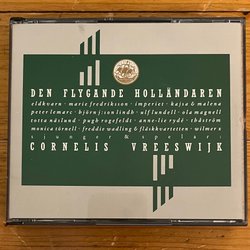 DEN FLYGANDE HOLLÄNDAREN
eldkvarn · marie fredriksson · imperiet · kajsa & malena
peter lemarc · björn j:son lindh · ulf lundell · ola magnell
totta näslund · pugh rogefeldt · anne-lie rydé · thåström
monica törnell · freddie wadling & fläskkvartetten · wilmer x
sjunger & spelar:
CORNELIS VREESWIJK